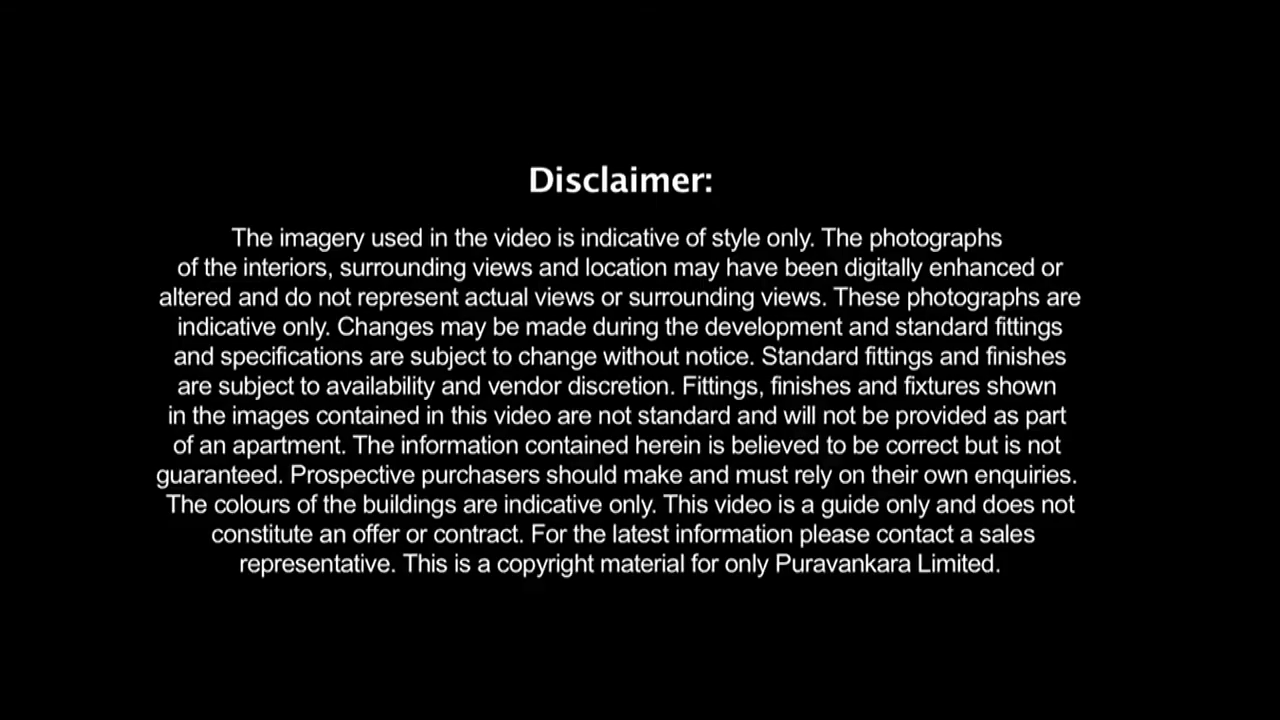 Disclaimer:
The imagery used in the video is indicative of style only. The photographs
of the interiors, surrounding views and location may have been digitally enhanced or
altered and do not represent actual views or surrounding views. These photographs are
indicative only. Changes may be made during the development and standard fittings
and specifications are subject to change without notice. Standard fittings and finishes
are subject to availability and vendor discretion. Fittings, finishes and fixtures shown
in the images contained in this video are not standard and will not be provided as part
of an apartment. The information contained herein is believed to be correct but is not
guaranteed. Prospective purchasers should make and must rely on their own enquiries.
The colours of the buildings are indicative only. This video is a guide only and does not
constitute an offer or contract. For the latest information please contact a sales
representative. This is a copyright material for only Puravankara Limited.